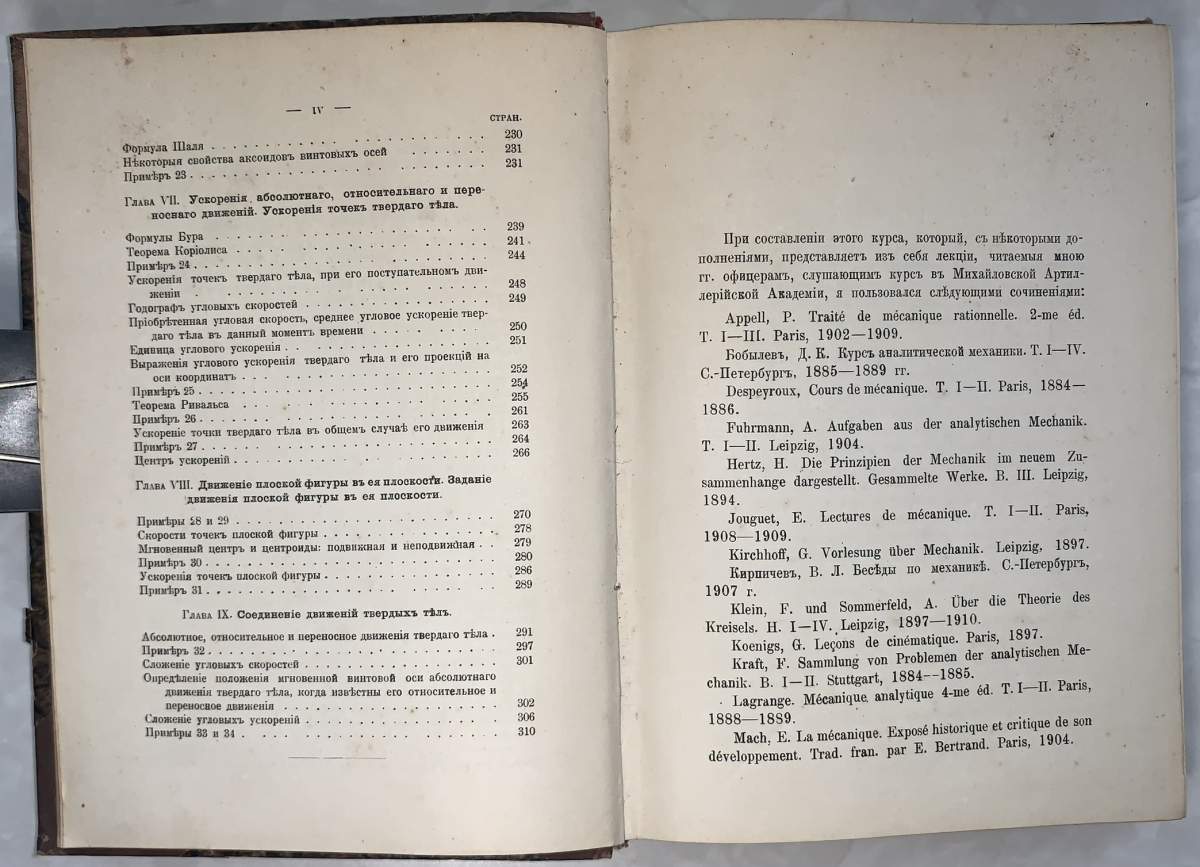 — IV —
СТРАН.
Формула Шаля . . . . . . . . . . . . . . . . . 230
Нѣкоторыя свойства аксоидовъ винтовыхъ осей . . . . . . . 231
Примѣръ 23 . . . . . . . . . . . . . . . . . . 231
Глава VII. Ускоренія абсолютнаго, относительнаго и пере-
носнаго движеній. Ускоренія точекъ твердаго тѣла.
Формулы Бура . . . . . . . . . . . . . . . . . 239
Теорема Коріолиса . . . . . . . . . . . . . . . 241
Примѣръ 24 . . . . . . . . . . . . . . . . . . 244
Ускоренія точекъ твердаго тѣла, при его поступательномъ дви-
женіи . . . . . . . . . . . . . . . . . . 248
Годографъ угловыхъ скоростей . . . . . . . . . . . . 249
Пріобрѣтенная угловая скорость, среднее угловое ускореніе твер-
даго тѣла въ данный моментъ времени . . . . . . . . 250
Единица углового ускоренія . . . . . . . . . . . . . 251
Выраженія углового ускоренія твердаго тѣла и его проекцій на
оси координатъ . . . . . . . . . . . . . . . 252
Примѣръ 25 . . . . . . . . . . . . . . . . . . 254
Теорема Ривальса . . . . . . . . . . . . . . . . 255
Примѣръ 26 . . . . . . . . . . . . . . . . . . 261
Ускореніе точки твердаго тѣла въ общемъ случаѣ его движенія 263
Примѣръ 27 . . . . . . . . . . . . . . . . . . 264
Центръ ускореній . . . . . . . . . . . . . . . . 266
Глава VIII. Движеніе плоской фигуры въ ея плоскости. Заданіе
движенія плоской фигуры въ ея плоскости.
Примѣры 28 и 29 . . . . . . . . . . . . . . . . 270
Скорости точекъ плоской фигуры . . . . . . . . . . . 278
Мгновенный центръ и центроиды: подвижная и неподвижная . . 279
Примѣръ 30 . . . . . . . . . . . . . . . . . . 280
Ускоренія точекъ плоской фигуры . . . . . . . . . . . 286
Примѣръ 31 . . . . . . . . . . . . . . . . . . 289
Глава IX. Соединеніе движеній твердыхъ тѣлъ.
Абсолютное, относительное и переносное движенія твердаго тѣла . 291
Примѣръ 32 . . . . . . . . . . . . . . . . . . 297
Сложеніе угловыхъ скоростей . . . . . . . . . . . . 301
Опредѣленіе положенія мгновенной винтовой оси абсолютнаго
движенія твердаго тѣла, когда извѣстны его относительное и
переносное движенія . . . . . . . . . . . . . 302
Сложеніе угловыхъ ускореній . . . . . . . . . . . . 306
Примѣры 33 и 34 . . . . . . . . . . . . . . . . 310
При составленіи этого курса, который, съ нѣкоторыми до-
полненіями, представляетъ изъ себя лекціи, читаемыя мною
гг. офицерамъ, слушающимъ курсъ въ Михайловской Артил-
лерійской Академіи, я пользовался слѣдующими сочиненіями:
Appell, P. Traité de mécanique rationnelle. 2-me éd.
T. I—III. Paris, 1902—1909.
Бобылевъ, Д. К. Курсъ аналитической механики. Т. I—IV.
С.-Петербургъ, 1885—1889 гг.
Despeyroux, Cours de mécanique. T. I—II. Paris, 1884—
1886.
Fuhrmann, A. Aufgaben aus der analytischen Mechanik.
T. I—II. Leipzig, 1904.
Hertz, H. Die Prinzipien der Mechanik im neuem Zu-
sammenhange dargestellt. Gesammelte Werke. B. III. Leipzig,
1894.
Jouguet, E. Lectures de mécanique. T. I—II. Paris,
1908—1909.
Kirchhoff, G. Vorlesung über Mechanik. Leipzig, 1897.
Кирпичевъ, В. Л. Бесѣды по механикѣ. С.-Петербургъ,
1907 г.
Klein, F. und Sommerfeld, A. Über die Theorie des
Kreisels. H. I—IV. Leipzig, 1897—1910.
Koenigs, G. Leçons de cinématique. Paris, 1897.
Kraft, F. Sammlung von Problemen der analytischen Me-
chanik. B. I—II. Stuttgart, 1884--1885.
Lagrange. Mécanique analytique 4-me éd. T. I—II. Paris,
1888—1889.
Mach, E. La mécanique. Exposé historique et critique de son
développement. Trad. fran. par E. Bertrand. Paris, 1904.